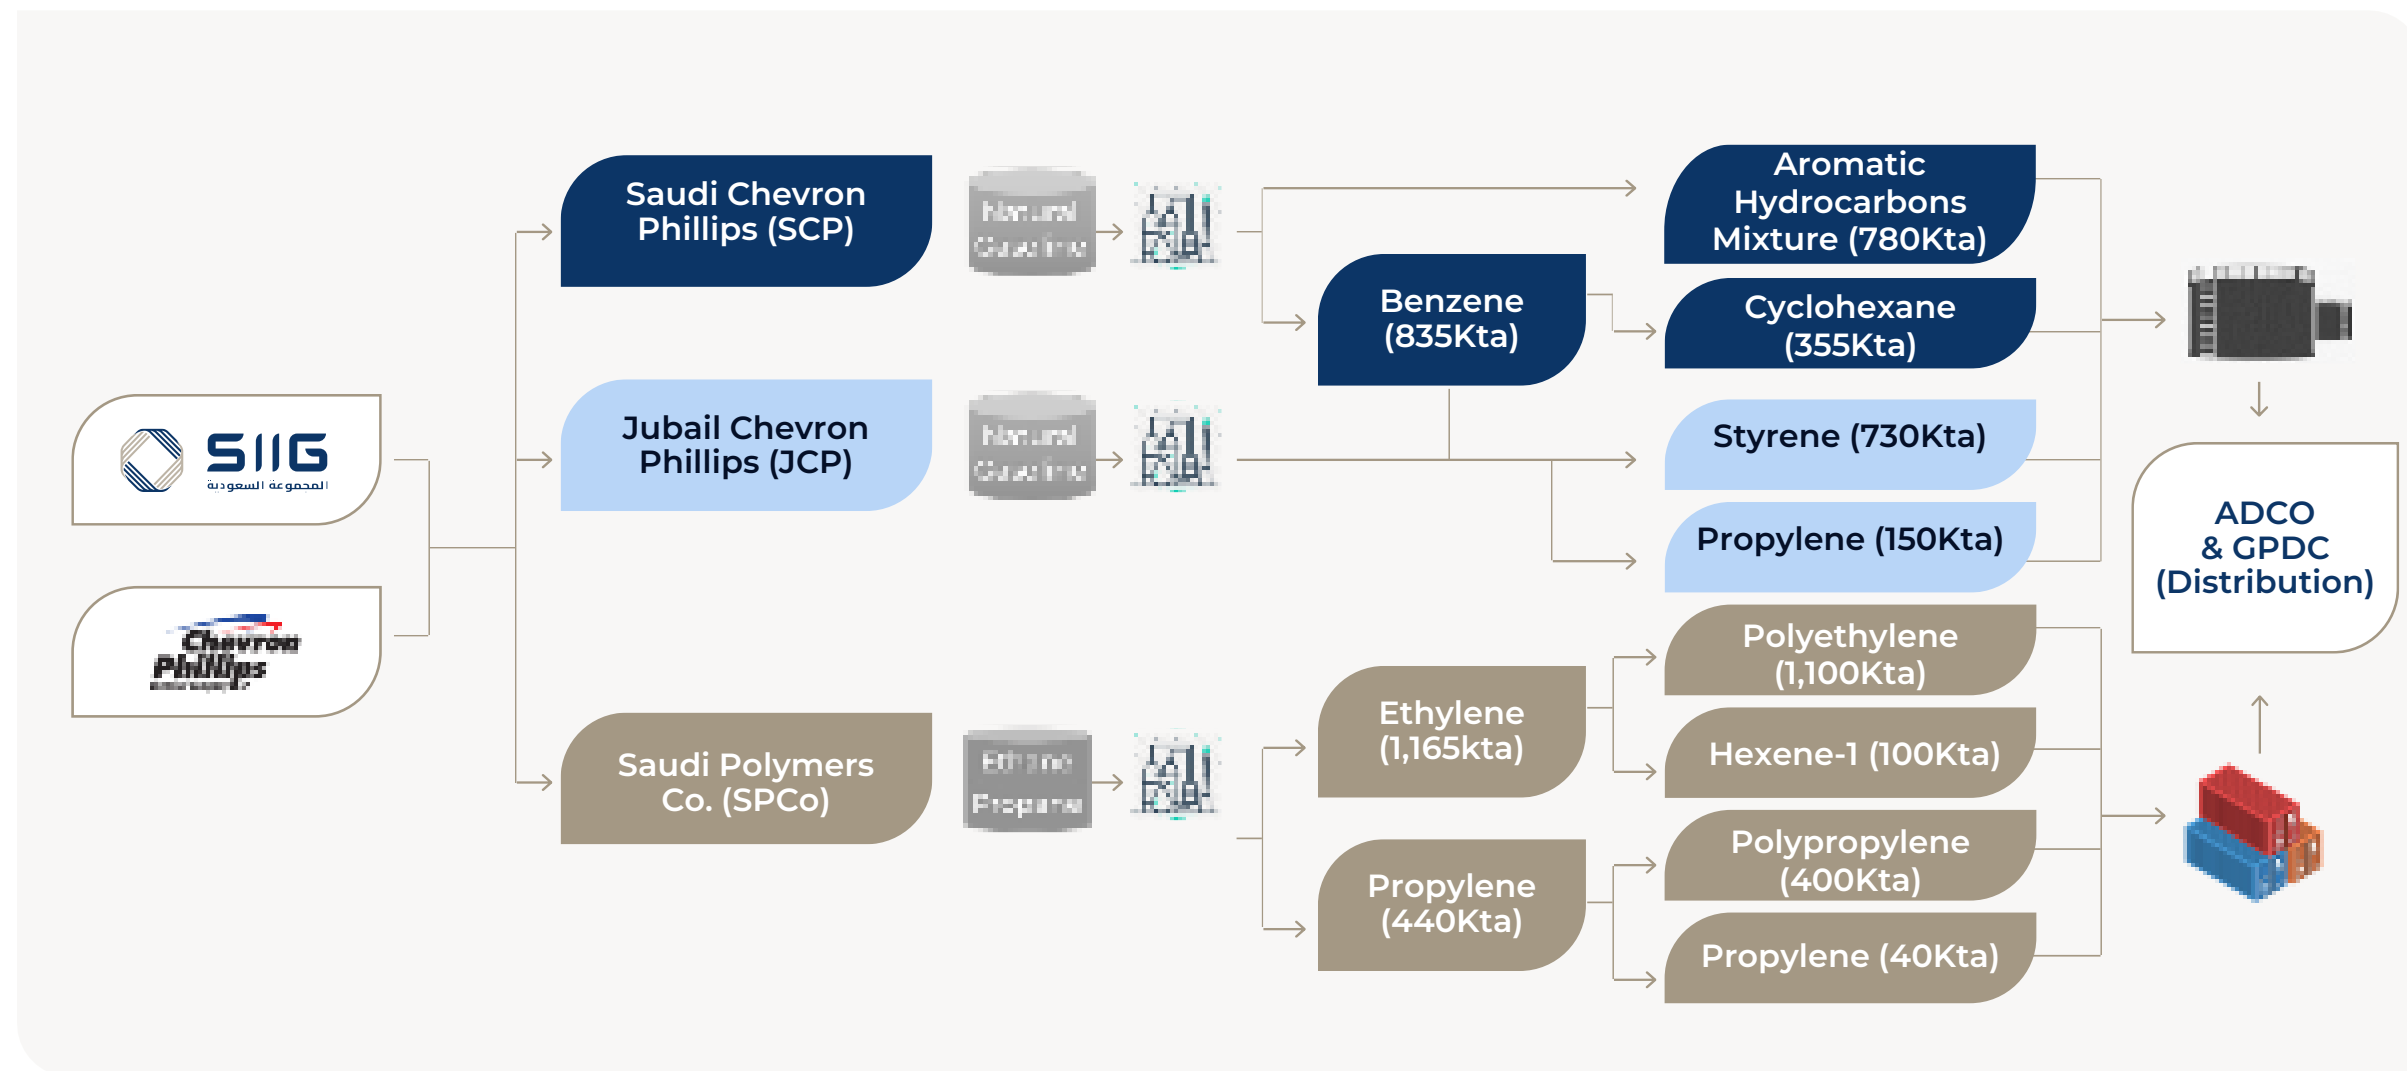 SIIG
المجموعة السعودية
Chevron
Phillips
Saudi Chevron
Phillips (SCP)
Natural
Gasoline
Jubail Chevron
Phillips (JCP)
Natural
Gasoline
Saudi Polymers
Co. (SPCo)
Ethane
Propane
Benzene
(835Kta)
Ethylene
(1,165kta)
Propylene
(440Kta)
Aromatic
Hydrocarbons
Mixture (780Kta)
Cyclohexane
(355Kta)
Styrene (730Kta)
Propylene (150Kta)
Polyethylene
(1,100Kta)
Hexene-1 (100Kta)
Polypropylene
(400Kta)
Propylene (40Kta)
ADCO
& GPDC
(Distribution)